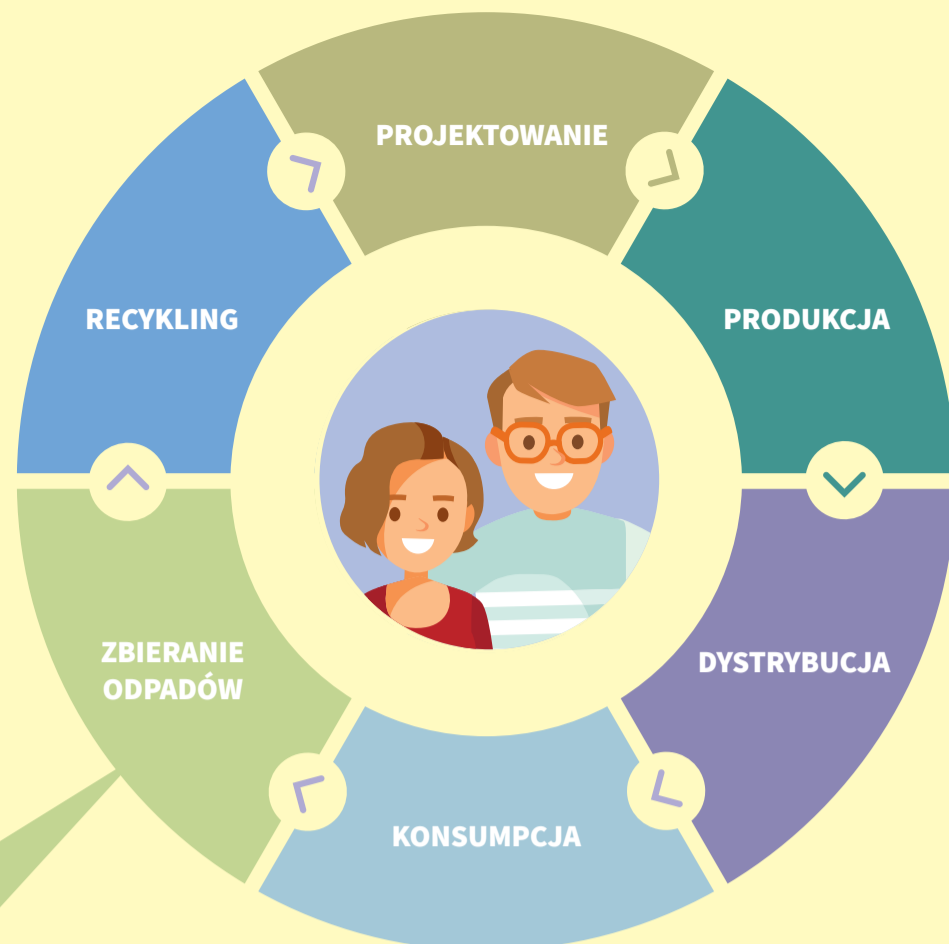 PROJEKTOWANIE
PRODUKCJA
DYSTRYBUCJA
KONSUMPCJA
ZBIERANIE
ODPADÓW
RECYKLING